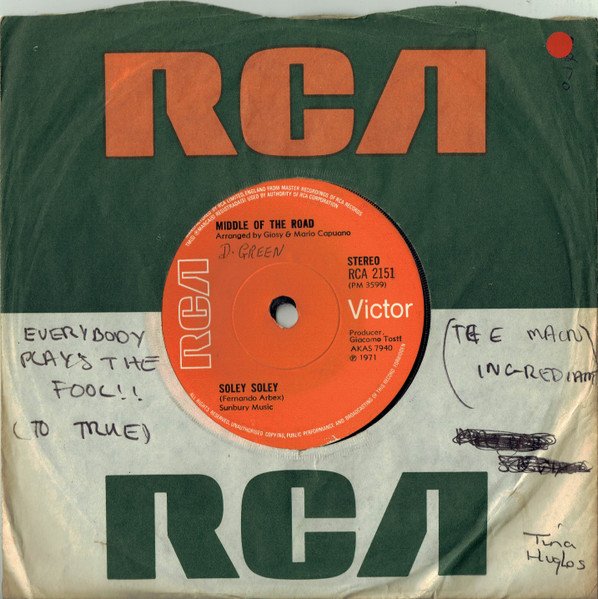 RCA
MIDDLE OF THE ROAD
Arranged by Giosy & Mario Capuano
D. GREEN
STEREO
RCA 2151
(PM 3599)
RCA
Victor
Producer,
Giacomo Tosti
AKAS 7940
℗ 1971
SOLEY SOLEY
(Fernando Arbex)
Sunbury Music
EVERYBODY
PLAYS THE
FOOL!!
(TO TRUE)
(THE MAIN)
INGREDIANT
RCA
Tina
Hughes